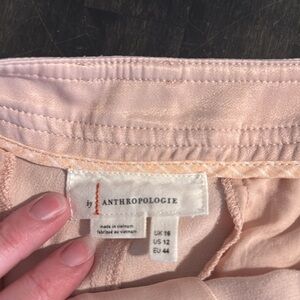 by ANTHROPOLOGIE
made in vietnam
fabriqué au vietnam
UK 16
US 12
EU 44